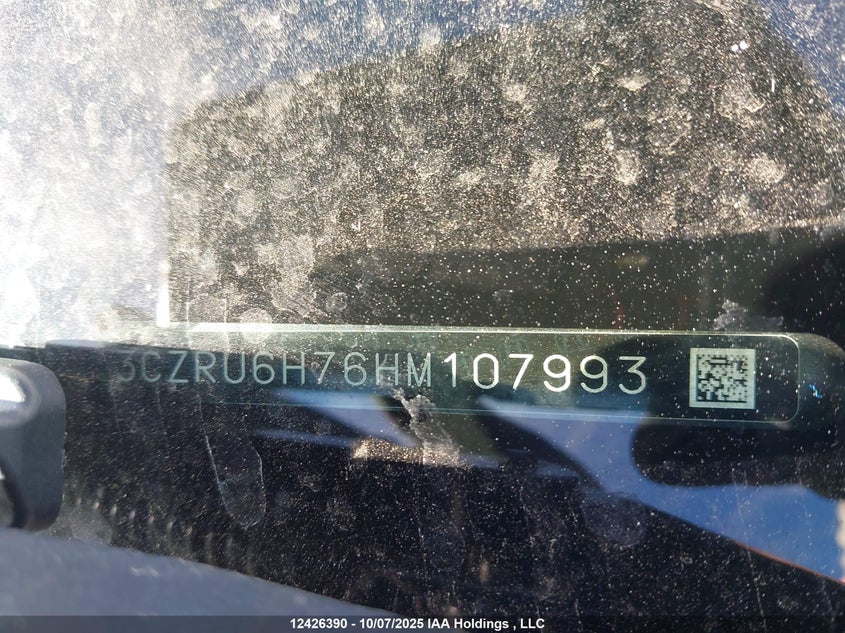 3CZRU6H76HM107993
12426390 - 10/07/2025 IAA Holdings , LLC